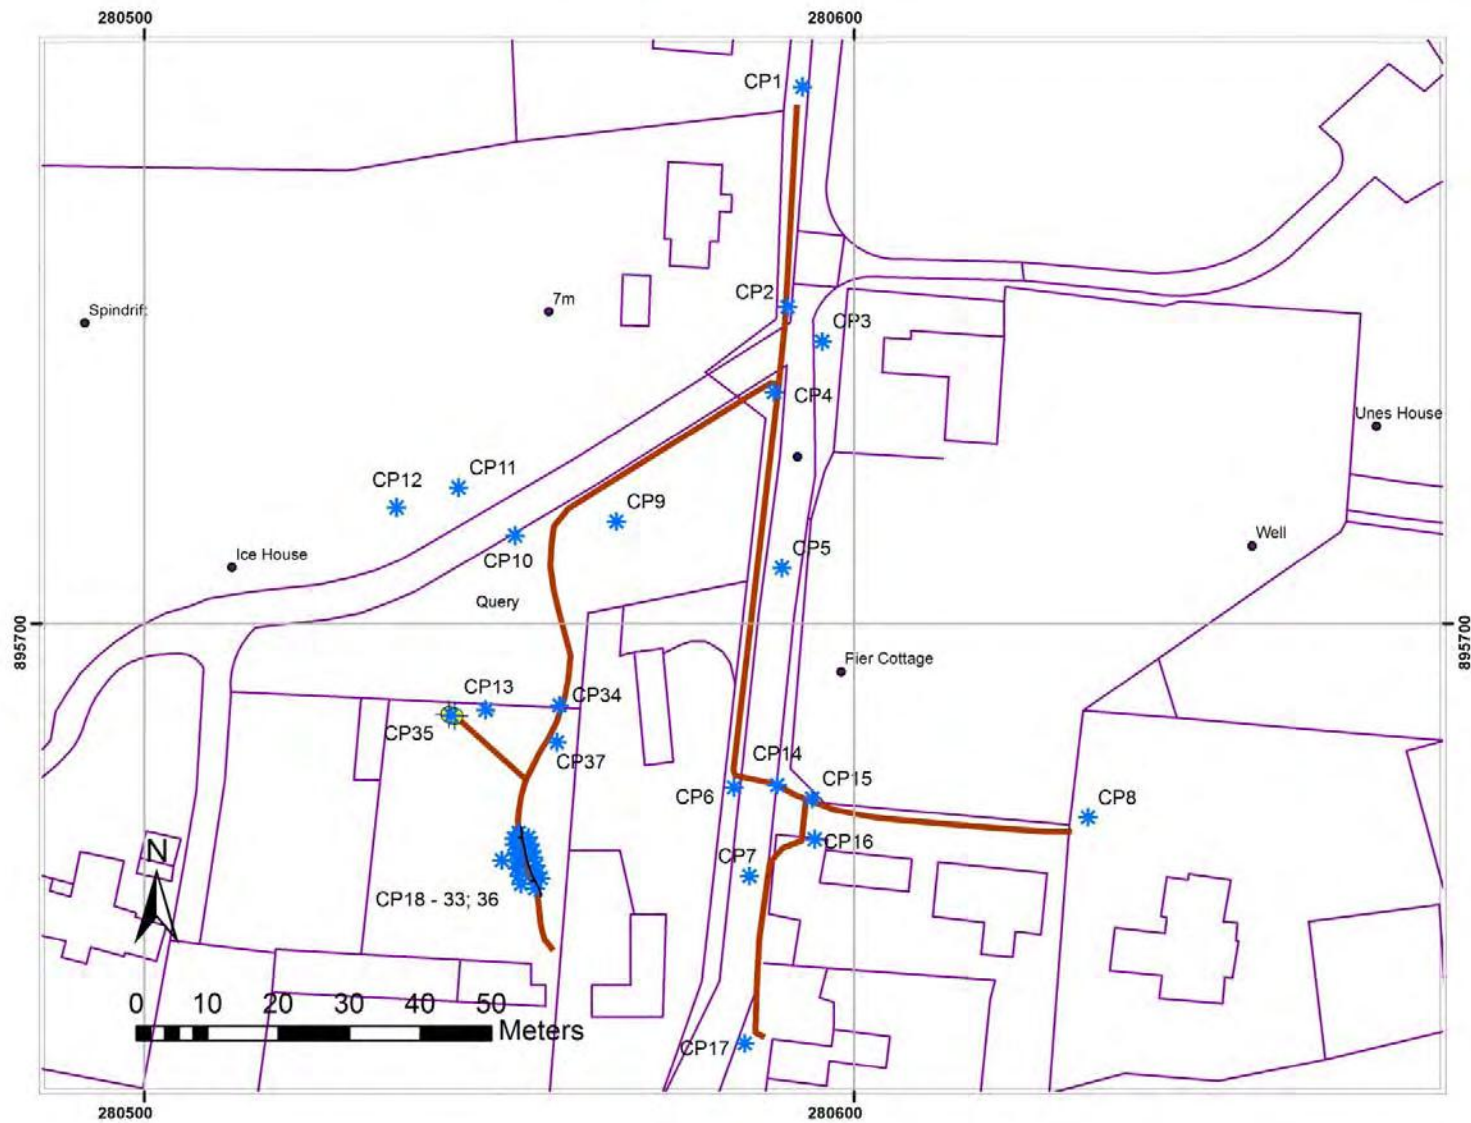 280500 280600
CP1
CP2
7m
Spindrift
CP3
CP4
Unes House
CP11
CP12
CP9
Well
CP5
Ice House
CP10
Query
895700 895700
Pier Cottage
CP13
CP34
CP35
CP37
CP14
CP15
CP6
CP8
CP16
N
CP7
CP18 - 33; 36
0 10 20 30 40 50
Meters
CP17
280500 280600